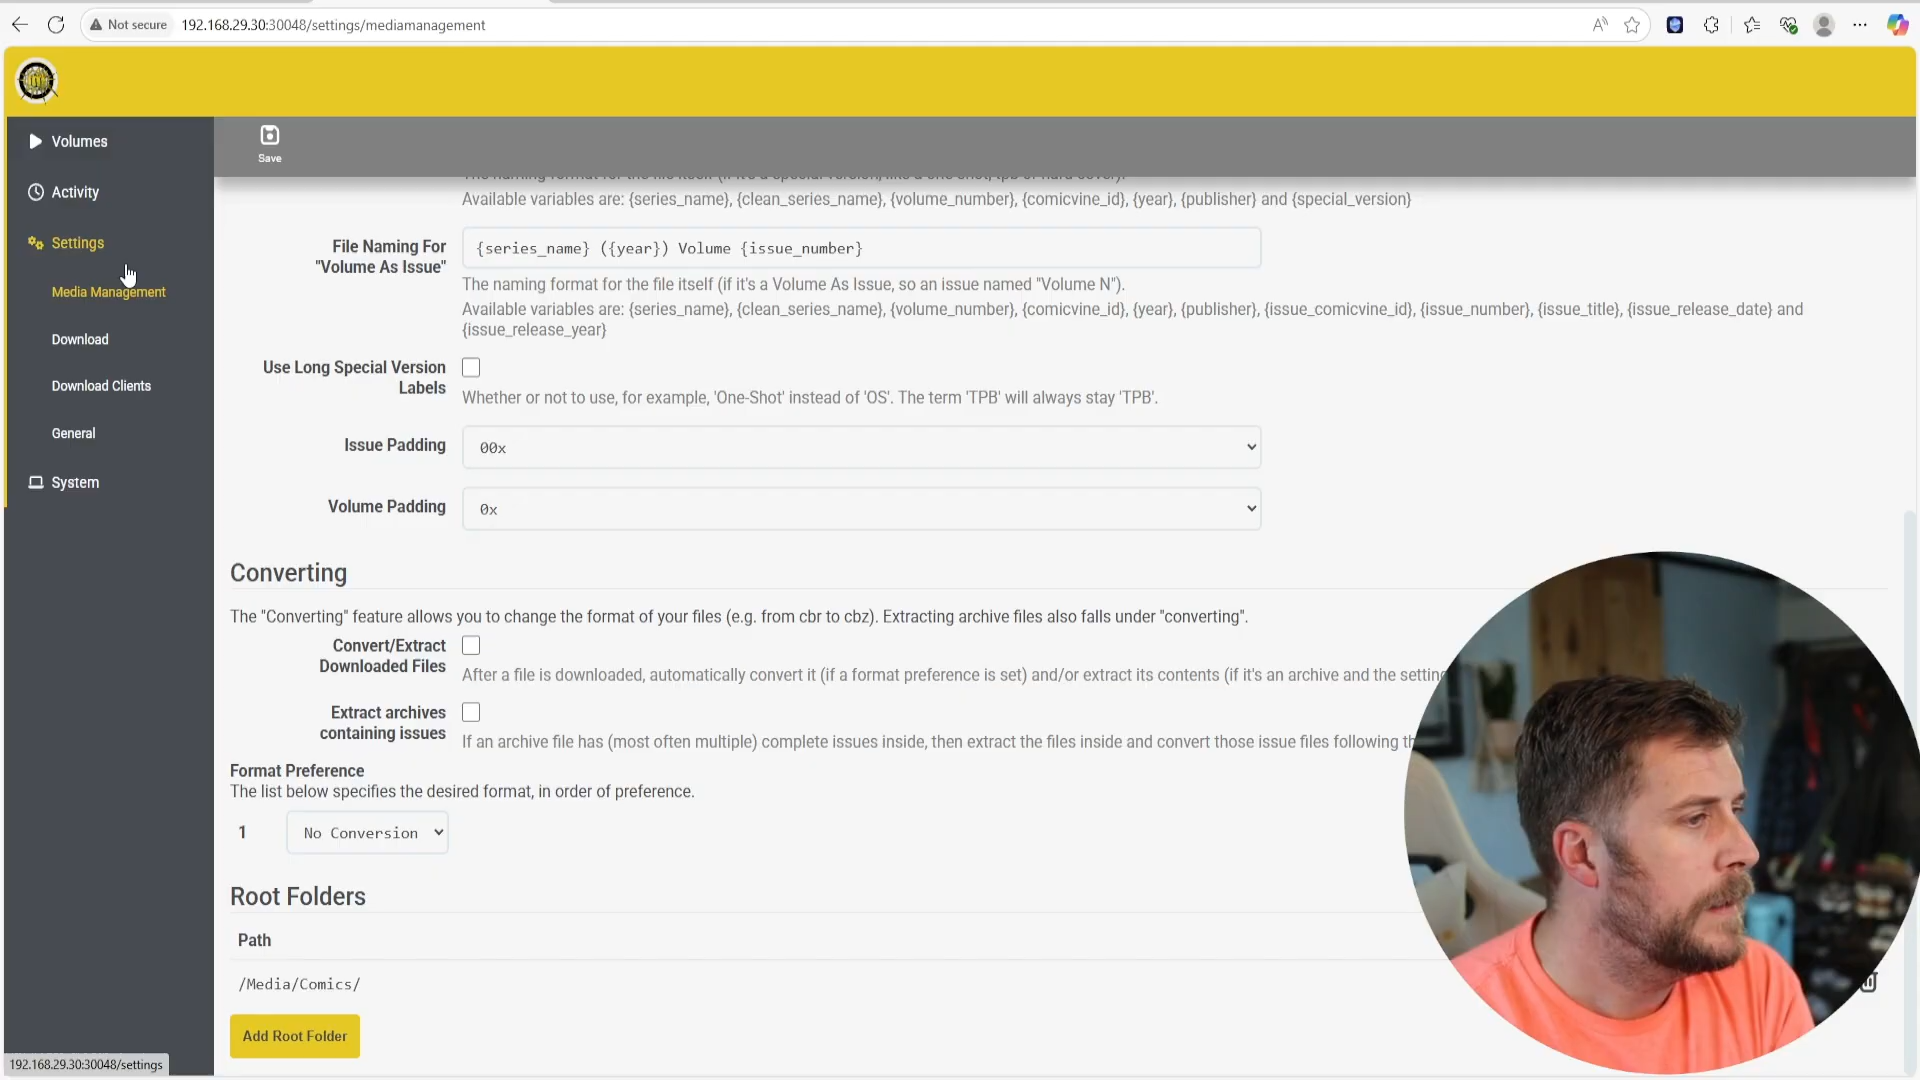 Not secure
192.168.29.30:30048/settings/mediamanagement
Volumes
Save
Activity
Available variables are: {series_name}, {clean_series_name}, {volume_number}, {comicvine_id}, {year}, {publisher} and {special_version}
Settings
File Naming For
"Volume As Issue"
{series_name} ({year}) Volume {issue_number}
The naming format for the file itself (if it's a Volume As Issue, so an issue named "Volume N").
Media Management
Available variables are: {series_name}, {clean_series_name}, {volume_number}, {comicvine_id}, {year}, {publisher}, {issue_comicvine_id}, {issue_number}, {issue_title}, {issue_release_date} and
{issue_release_year}
Download
Use Long Special Version
Labels
Download Clients
Whether or not to use, for example, 'One-Shot' instead of 'OS'. The term 'TPB' will always stay 'TPB'.
General
Issue Padding
00x
System
Volume Padding
0x
Converting
The "Converting" feature allows you to change the format of your files (e.g. from cbr to cbz). Extracting archive files also falls under "converting".
Convert/Extract
Downloaded Files
After a file is downloaded, automatically convert it (if a format preference is set) and/or extract its contents (if it's an archive and the
Extract archives
containing issues
If an archive file has (most often multiple) complete issues inside, then extract the files inside and convert those issue files following
Format Preference
The list below specifies the desired format, in order of preference.
1
No Conversion
Root Folders
Path
/Media/Comics/
Add Root Folder
192.168.29.30:30048/settings